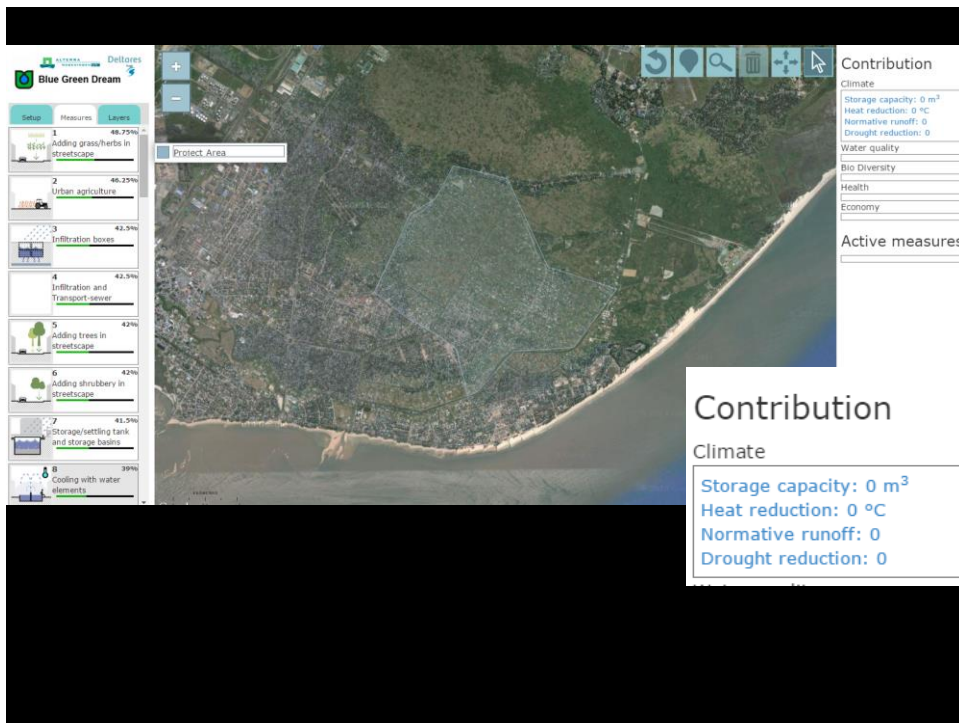 ALTERRA
Deltares
Blue Green Dream
Setup
Measures
Layers
1
46.75%
Adding grass/herbs in
streetscape
2
46.25%
Urban agriculture
3
42.5%
Infiltration boxes
4
42.5%
Infiltration and
Transport-sewer
5
42%
Adding trees in
streetscape
6
42%
Adding shrubbery in
streetscape
7
41.5%
Storage/settling tank
and storage basins
8
39%
Cooling with water
elements
+
−
Project Area
Contribution
Climate
Storage capacity: 0 m³
Heat reduction: 0 ºC
Normative runoff: 0
Drought reduction: 0
Water quality
Bio Diversity
Health
Economy
Active measures
Contribution
Climate
Storage capacity: 0 m³
Heat reduction: 0 ºC
Normative runoff: 0
Drought reduction: 0